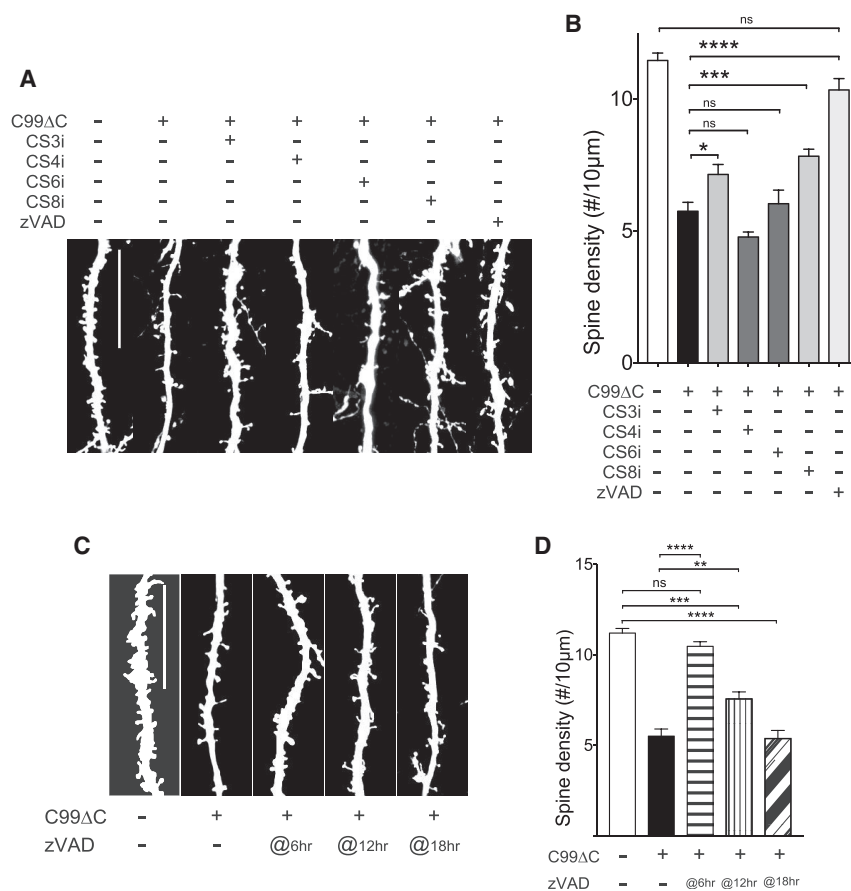 A
C99ΔC - + + + + + +
CS3i - - + - - - -
CS4i - - - + - - -
CS6i - - - - + - -
CS8i - - - - - + -
zVAD - - - - - - +
B
ns
****
***
ns
ns
*
10
5
0
Spine density (#/10μm)
C99ΔC - + + + + + +
CS3i - - + - - - -
CS4i - - - + - - -
CS6i - - - - + - -
CS8i - - - - - + -
zVAD - - - - - - +
C
C99ΔC - + + + +
zVAD - - @6hr @12hr @18hr
D
****
**
ns
***
****
15
10
5
Spine density (#/10μm)
C99ΔC - + + + +
zVAD - - @6hr @12hr @18hr